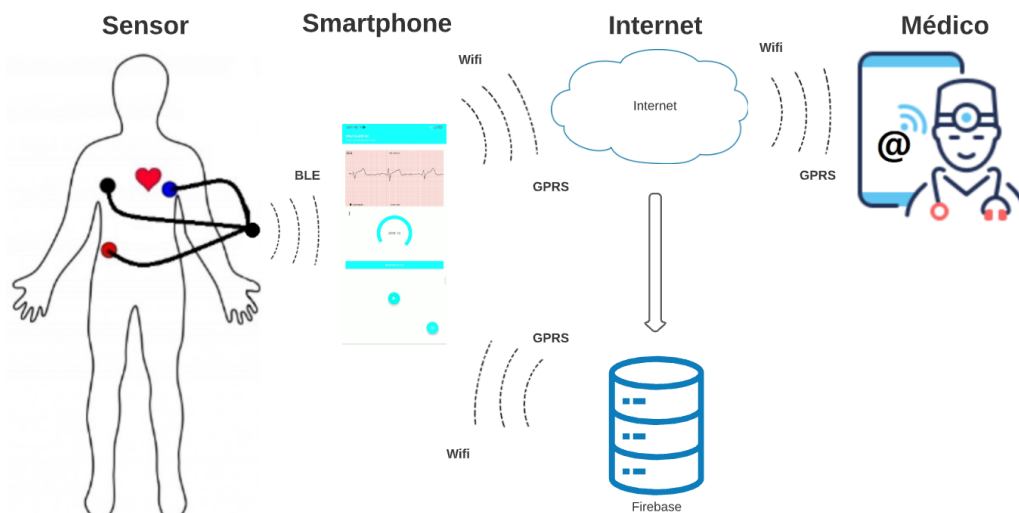 Sensor
Smartphone
Internet
Médico
Wifi
Wifi
Internet
@
BLE
GPRS
GPRS
GPRS
Wifi
Firebase